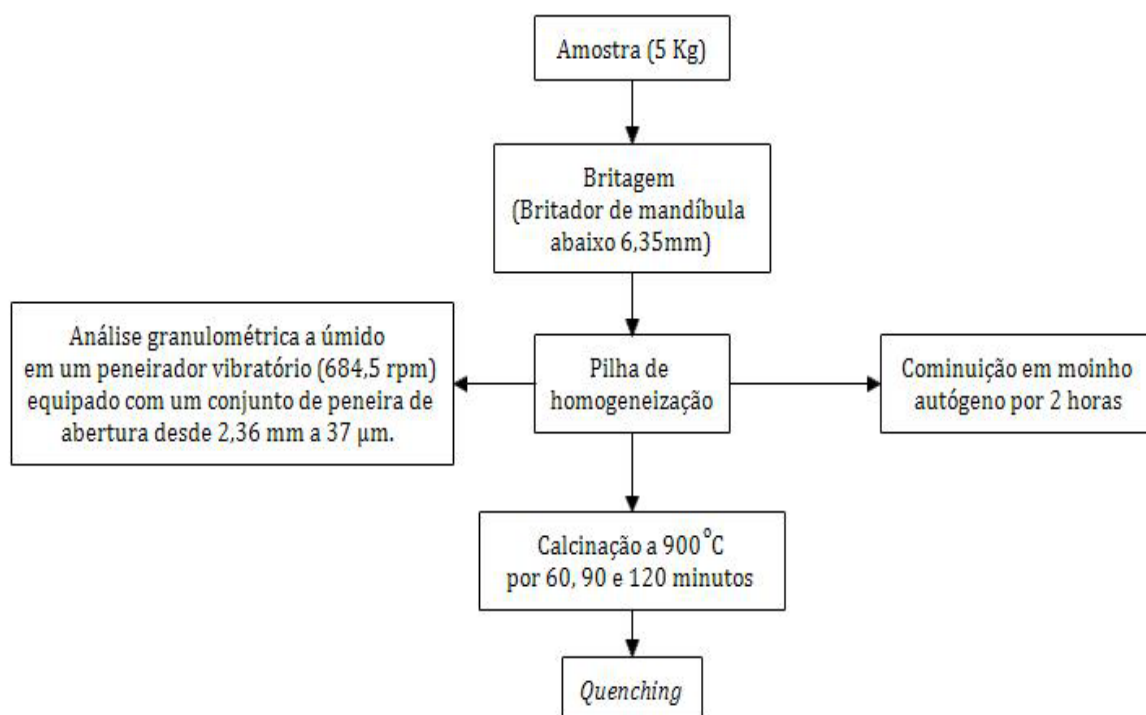 Amostra (5 Kg)
Britagem
(Britador de mandíbula
abaixo 6,35mm)
Análise granulométrica a úmido
em um peneirador vibratório (684,5 rpm)
equipado com um conjunto de peneira de
abertura desde 2,36 mm a 37 µm.
Pilha de
homogeneização
Cominuição em moinho
autógeno por 2 horas
Calcinação a 900°C
por 60, 90 e 120 minutos
Quenching